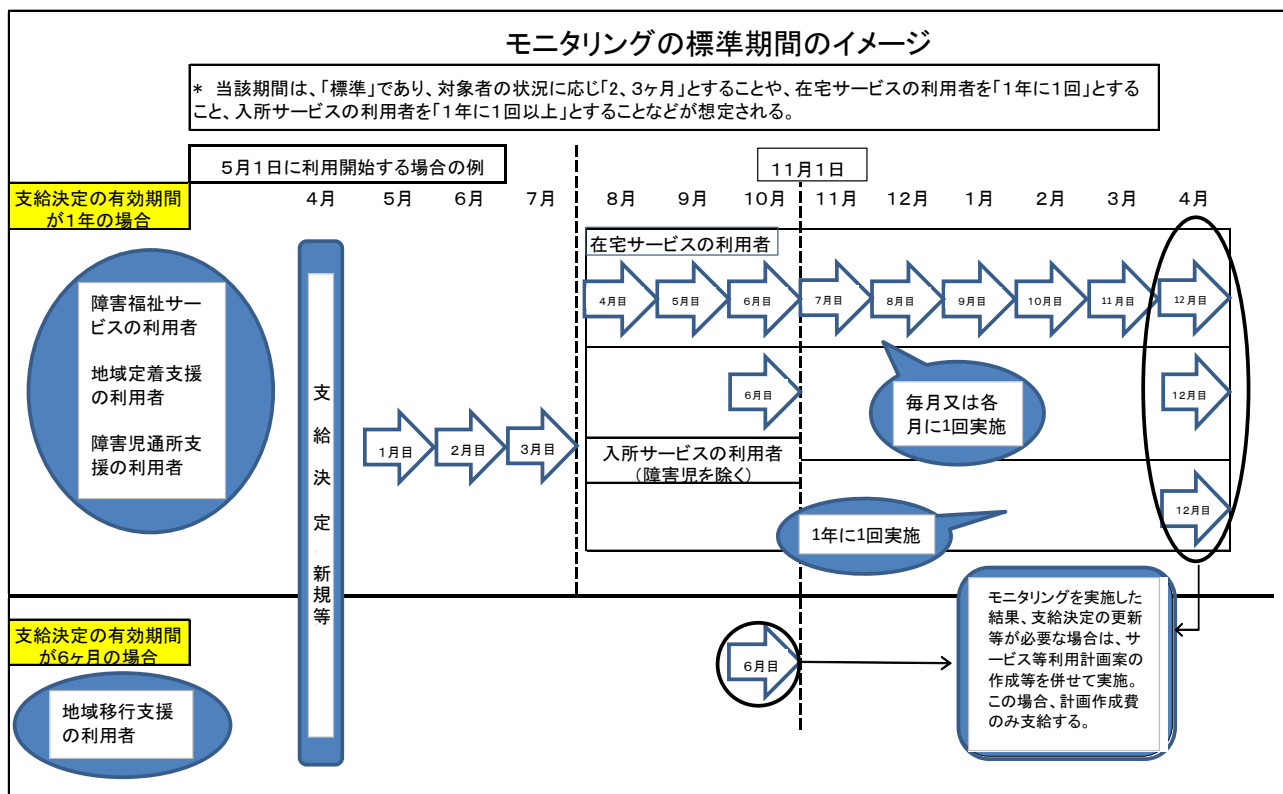 モニタリングの標準期間のイメージ
* 当該期間は、「標準」であり、対象者の状況に応じ「2、3ヶ月」とすることや、在宅サービスの利用者を「1年に1回」とする
こと、入所サービスの利用者を「1年に1回以上」とすることなどが想定される。
5月1日に利用開始する場合の例
11月1日
支給決定の有効期間
が1年の場合
4月 5月 6月 7月 8月 9月 10月 11月 12月 1月 2月 3月 4月
在宅サービスの利用者
4月目 5月目 6月目 7月目 8月目 9月目 10月目 11月目 12月目
障害福祉サー
ビスの利用者
地域定着支援
の利用者
障害児通所支
援の利用者
支給決定 新規等
1月目 2月目 3月目
6月目
12月目
毎月又は各
月に1回実施
入所サービスの利用者
(障害児を除く)
12月目
1年に1回実施
支給決定の有効期間
が6ヶ月の場合
地域移行支援
の利用者
6月目
モニタリングを実施した
結果、支給決定の更新
等が必要な場合は、サ
ービス等利用計画案の
作成等を併せて実施。
この場合、計画作成費
のみ支給する。